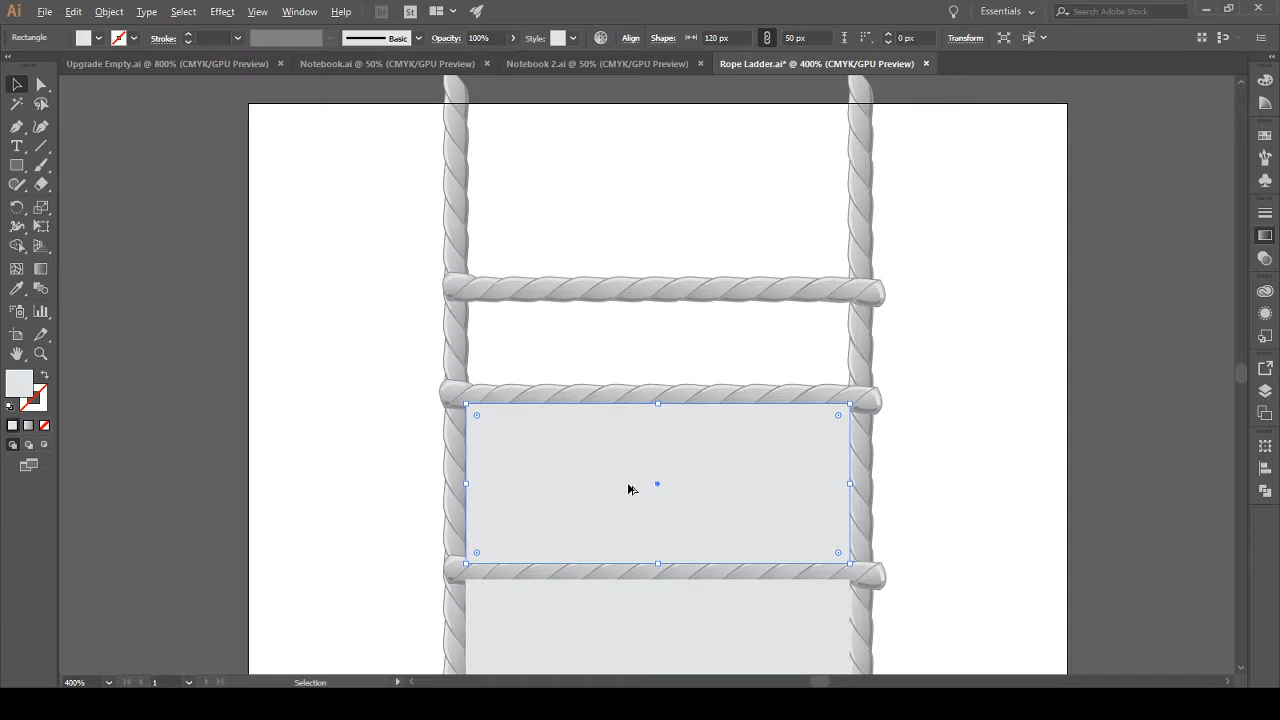 Ai File Edit Object Type Select Effect View Window Help Br St Essentials Search Adobe Stock
Rectangle Stroke: Basic Opacity: 100% Style: Align Shape: 120 px 50 px 0 px Transform
Upgrade Empty.ai @ 800% (CMYK/GPU Preview) Notebook.ai @ 50% (CMYK/GPU Preview) Notebook 2.ai @ 50% (CMYK/GPU Preview) Rope Ladder.ai* @ 400% (CMYK/GPU Preview)
400% 1 Selection